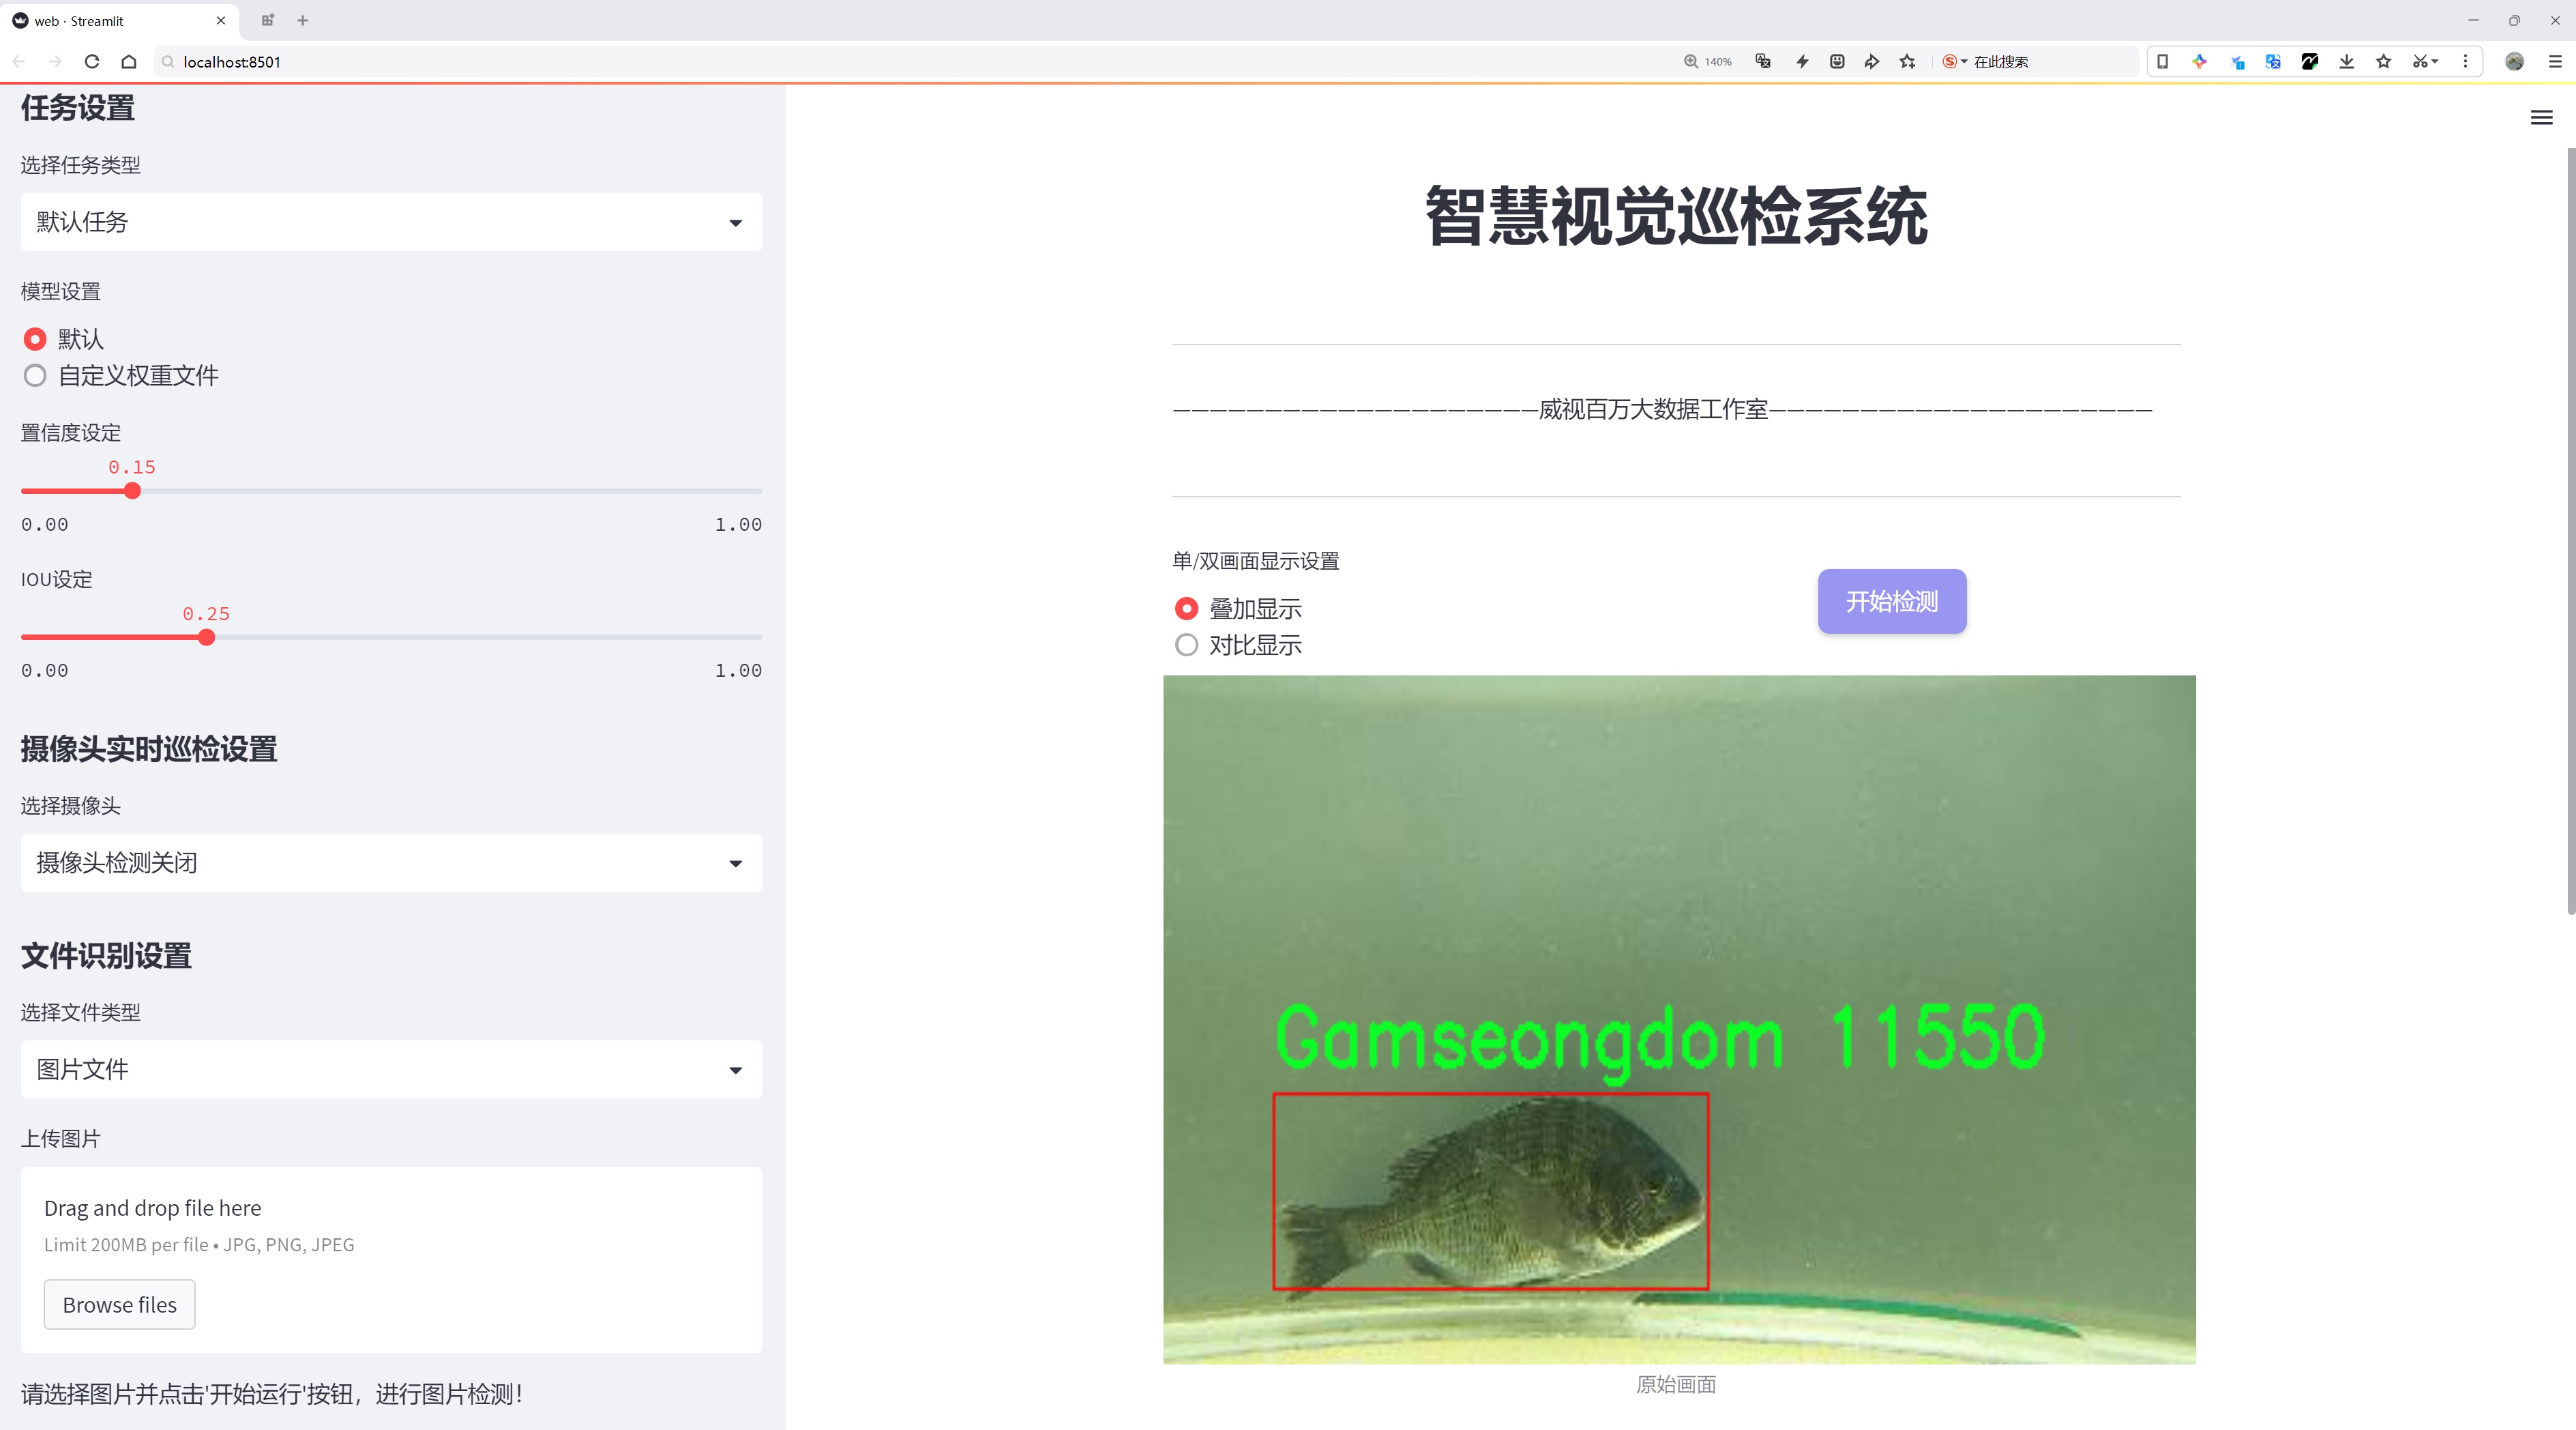 web · Streamlit
localhost:8501
140%
在此搜索
任务设置
选择任务类型
默认任务
模型设置
默认
自定义权重文件
置信度设定
0.15
0.00 1.00
IOU设定
0.25
0.00 1.00
摄像头实时巡检设置
选择摄像头
摄像头检测关闭
文件识别设置
选择文件类型
图片文件
上传图片
Drag and drop file here
Limit 200MB per file • JPG, PNG, JPEG
Browse files
请选择图片并点击'开始运行'按钮，进行图片检测！
智慧视觉巡检系统
—————————————————————威视百万大数据工作室—————————————————————
单/双画面显示设置
叠加显示
对比显示
开始检测
Gamseongdom 11550
原始画面